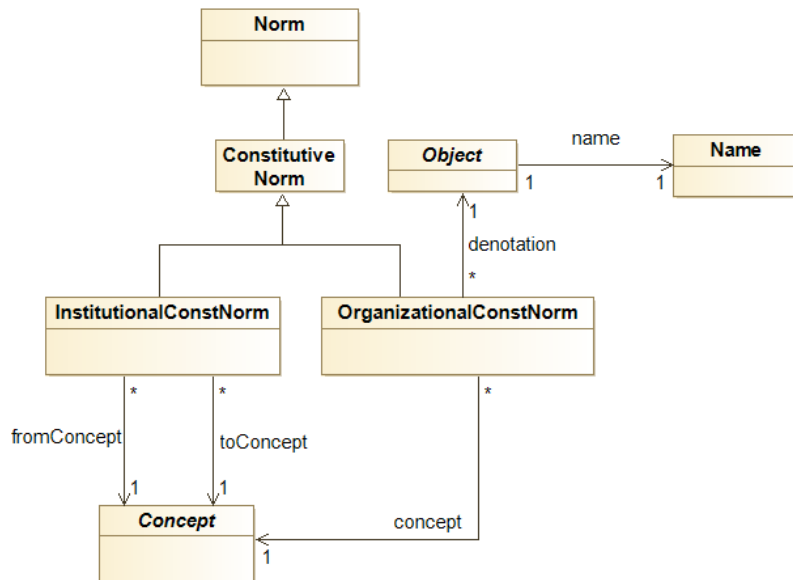 Norm
Constitutive
Norm
Object
name
Name
1
1
1
denotation
*
InstitutionalConstNorm
OrganizationalConstNorm
*
*
*
fromConcept
toConcept
1
1
Concept
concept
1